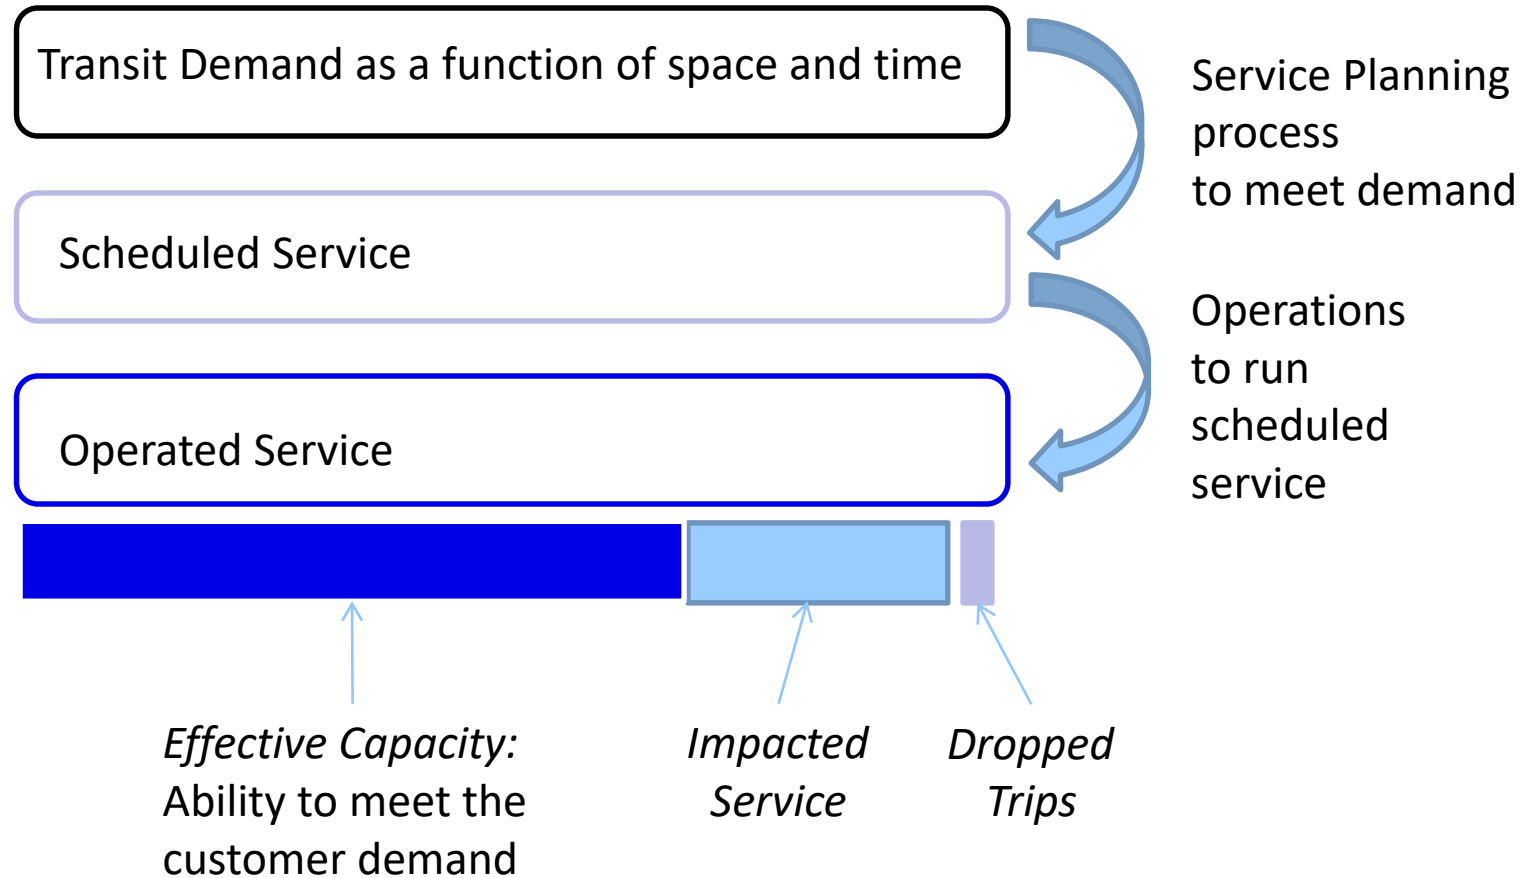 Transit Demand as a function of space and time
Service Planning
process
to meet demand
Scheduled Service
Operations
to run
scheduled
service
Operated Service
Effective Capacity:
Ability to meet the
customer demand
Impacted
Service
Dropped
Trips